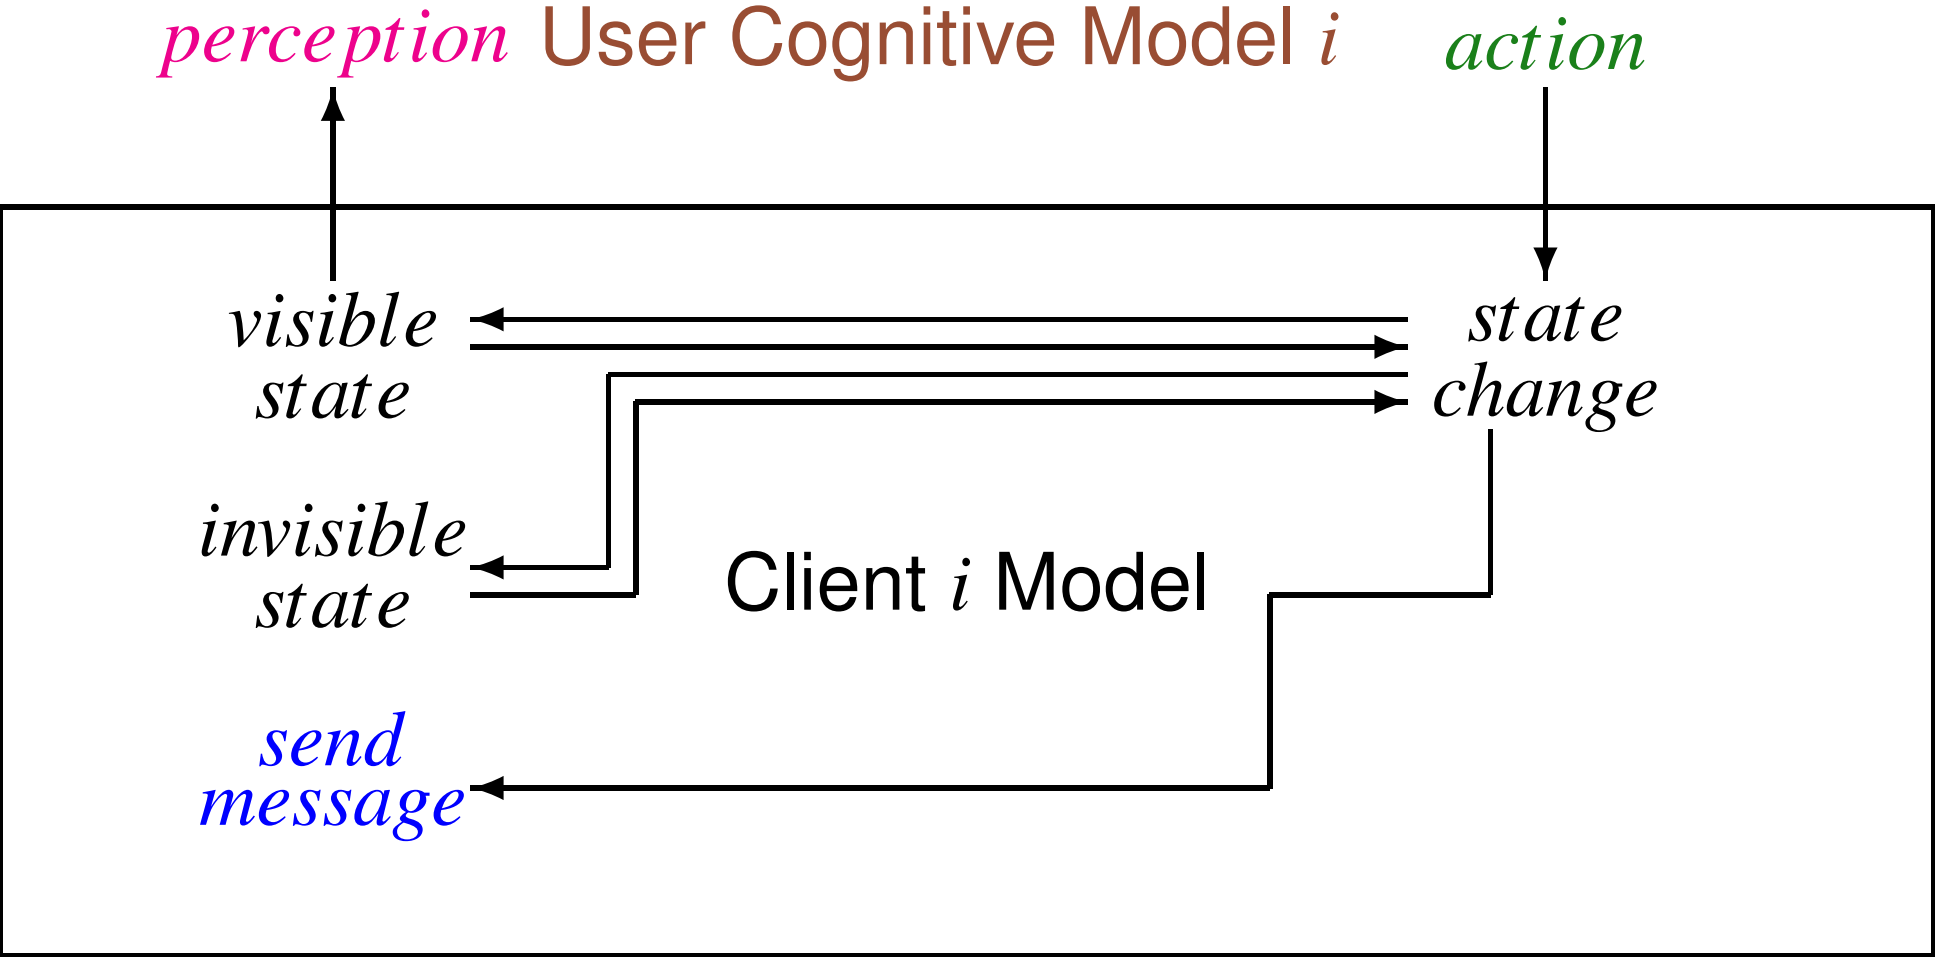 perception User Cognitive Model i action
visible
state
state
change
invisible
state
Client i Model
send
message